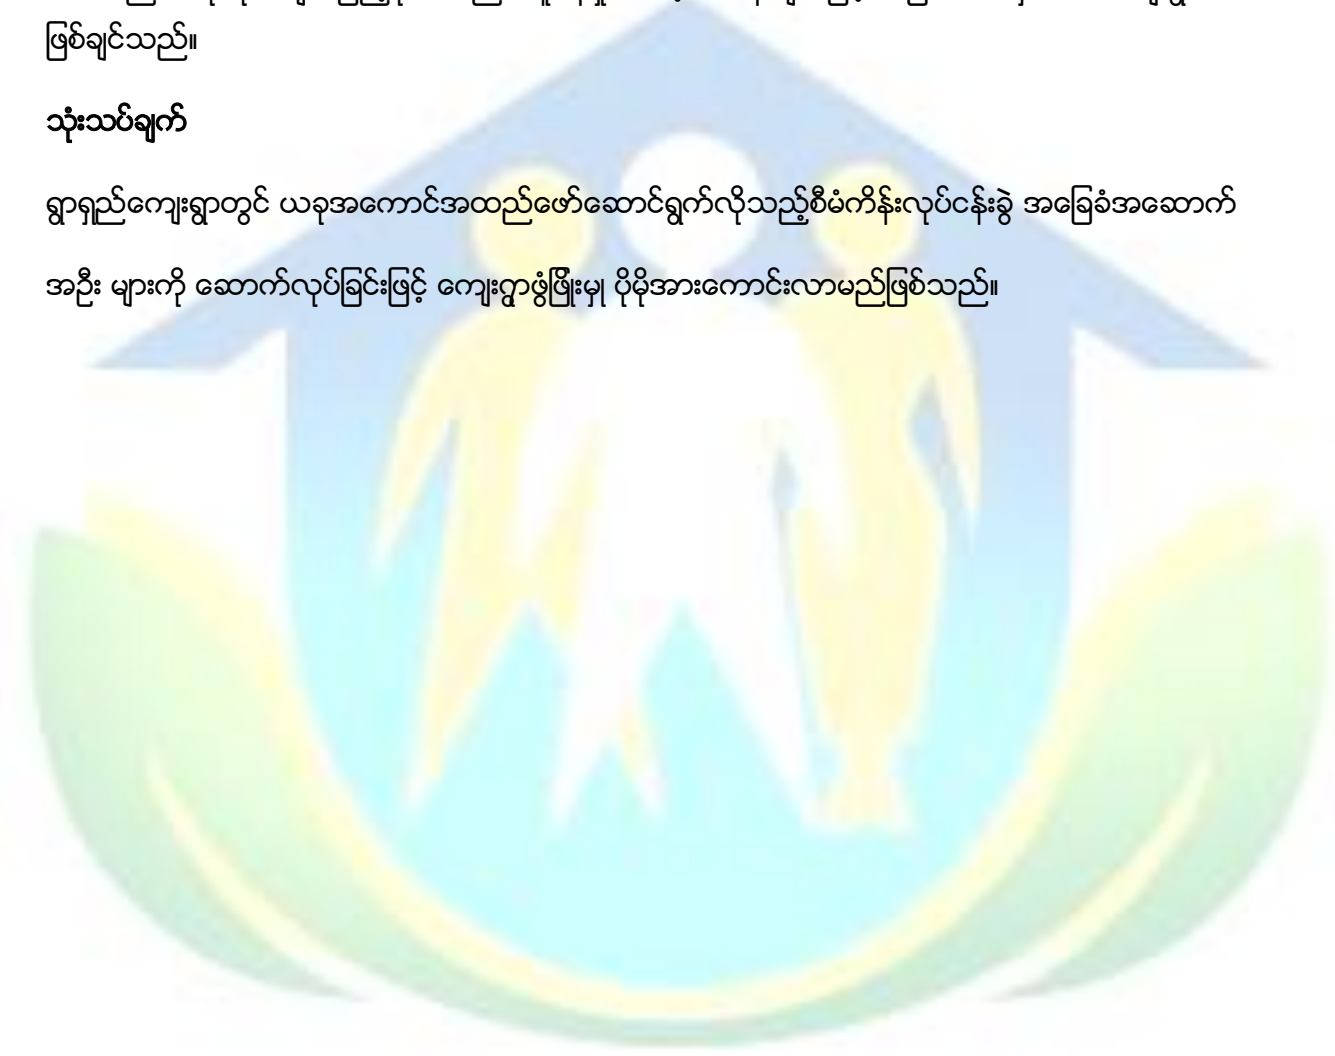 ဖြစ်ချင်သည်။
သုံးသပ်ချက်
ရွာရှည်ကျေးရွာတွင် ယခုအကောင်အထည်ဖော်ဆောင်ရွက်လိုသည့်စီမံကိန်းလုပ်ငန်းခွဲ အခြေခံအဆောက်
အဦး များကို ဆောက်လုပ်ခြင်းဖြင့် ကျေးဂွာဖွံဖြိုးမှု ပိုမိုအားကောင်းလာမည်ဖြစ်သည်။